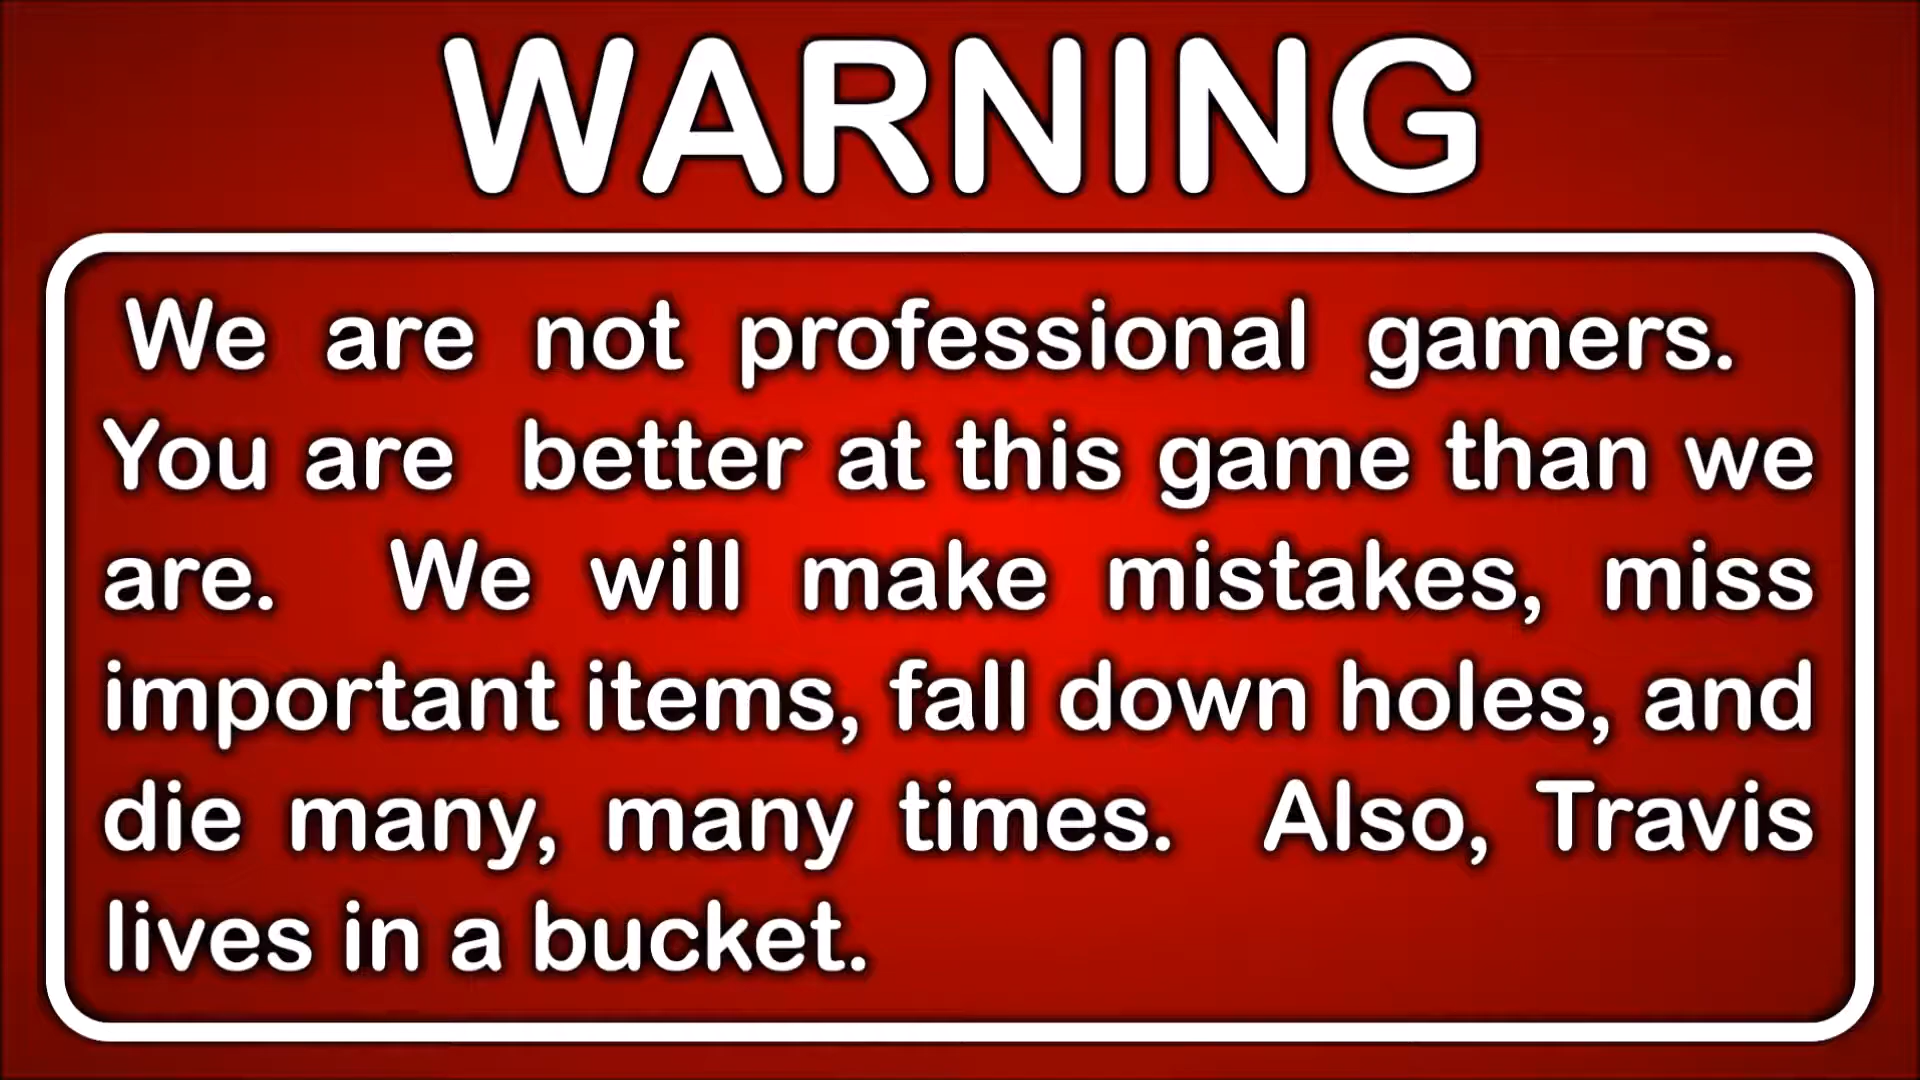 WARNING
We are not professional gamers.
You are better at this game than we
are. We will make mistakes, miss
important items, fall down holes, and
die many, many times. Also, Travis
lives in a bucket.